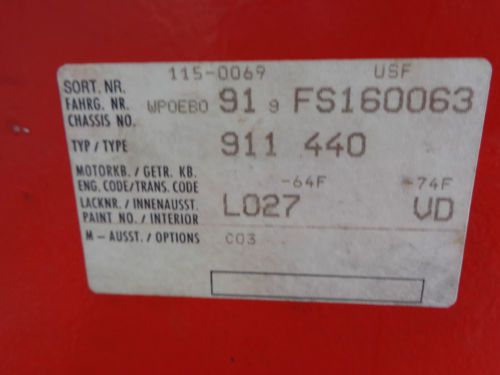 115-0069 USF
SORT. NR.
FAHRG. NR. WP0EB0 91 9 FS160063
CHASSIS NO.
TYP / TYPE 911 440
MOTORKB. / GETR. KB.
ENG. CODE/TRANS. CODE -64F -74F
LACKNR. / INNENAUSST. L027 VD
PAINT NO. / INTERIOR
M - AUSST. / OPTIONS C03